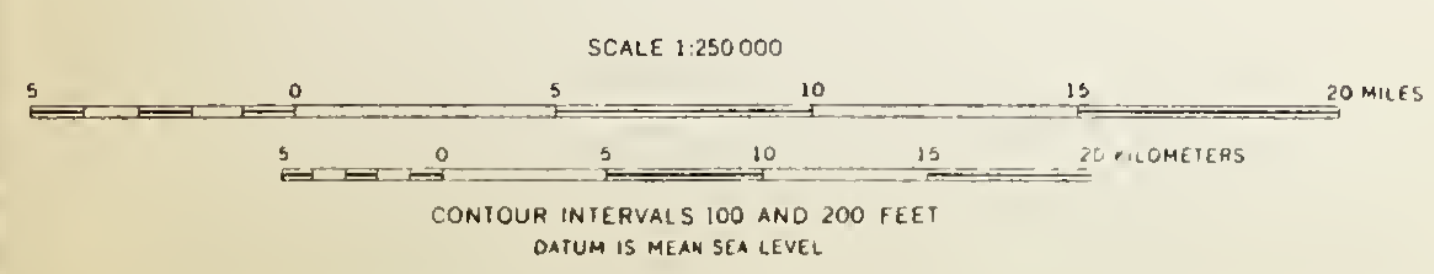 SCALE 1:250 000
5 0 5 10 15 20 MILES
5 0 5 10 15 20 KILOMETERS
CONTOUR INTERVALS 100 AND 200 FEET
DATUM IS MEAN SEA LEVEL